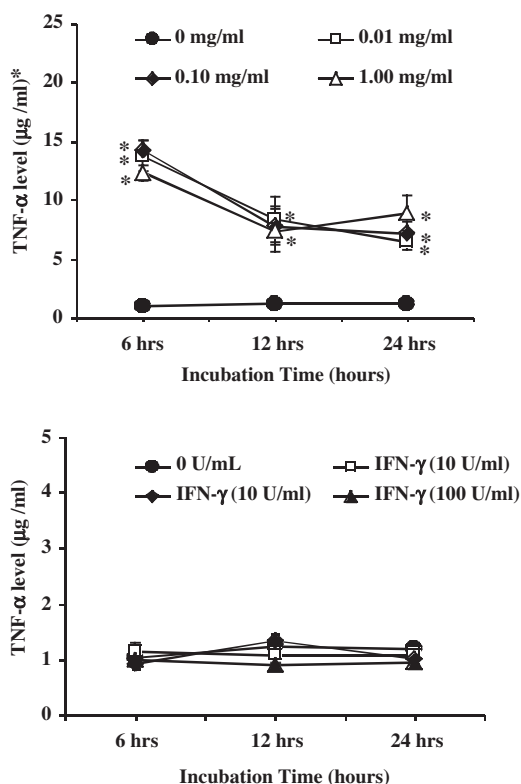 25
20
15
10
5
0
TNF-α level (μg /ml)*
0 mg/ml
0.01 mg/ml
0.10 mg/ml
1.00 mg/ml
*
*
*
*
*
*
*
*
6 hrs
12 hrs
24 hrs
Incubation Time (hours)
5
4
3
2
1
0
TNF-α level (μg /ml)
0 U/mL
IFN-γ (10 U/ml)
IFN-γ (10 U/ml)
IFN-γ (100 U/ml)
6 hrs
12 hrs
24 hrs
Incubation Time (hours)